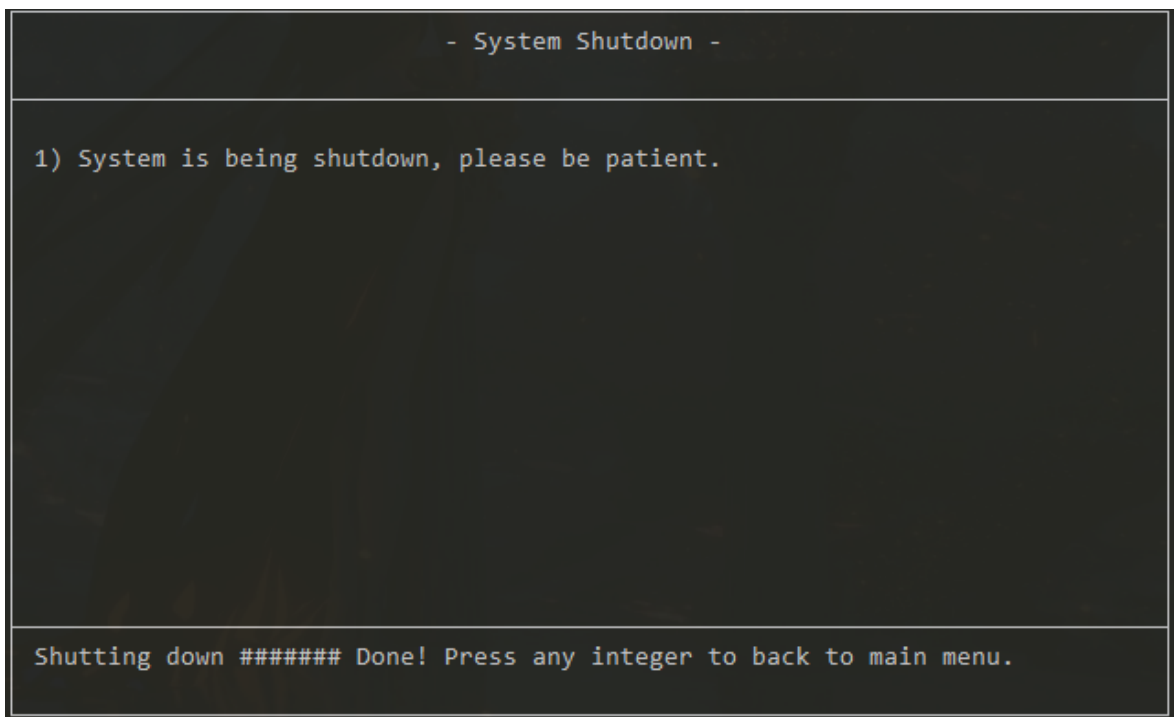 - System Shutdown -
1) System is being shutdown, please be patient.
Shutting down ####### Done! Press any integer to back to main menu.